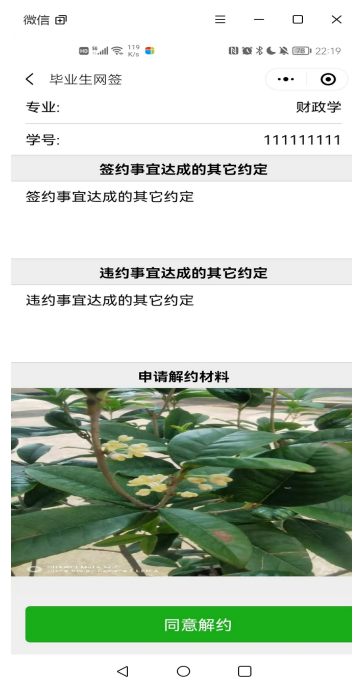 微信
HD 5G 119 K/s 22:19
毕业生网签
专业: 财政学
学号: 111111111
签约事宜达成的其它约定
签约事宜达成的其它约定
违约事宜达成的其它约定
违约事宜达成的其它约定
申请解约材料
同意解约